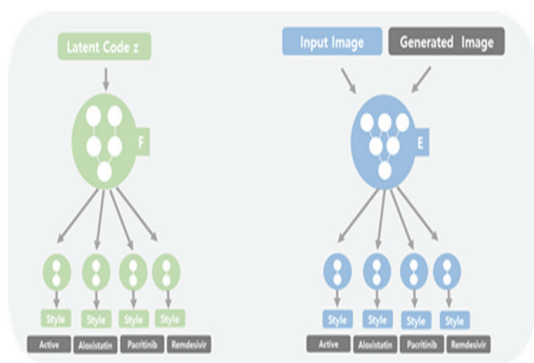 Latent Code z
Input Image
Generated Image
F
E
Style Style Style Style
Style Style Style Style
Active Aloxistatin Pacritinib Remdesivir
Active Aloxistatin Pacritinib Remdesivir